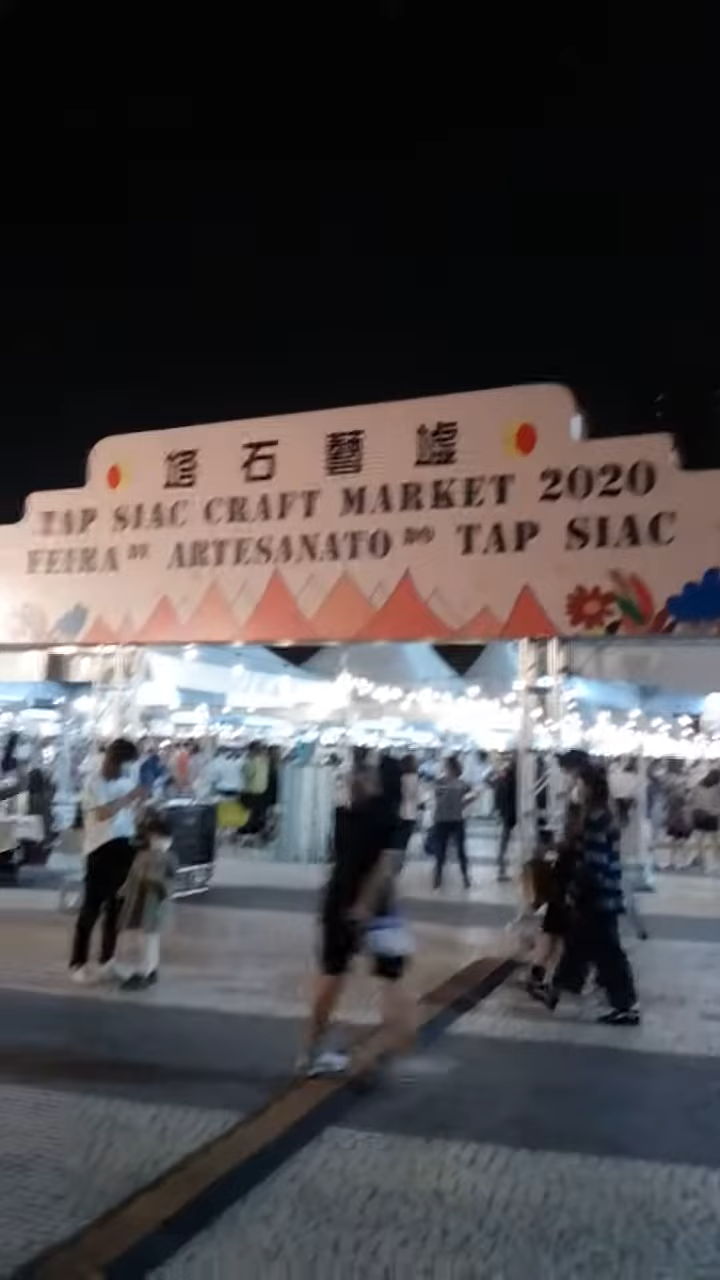 塔石藝墟
TAP SIAC CRAFT MARKET 2020
FEIRA DE ARTESANATO DO TAP SIAC